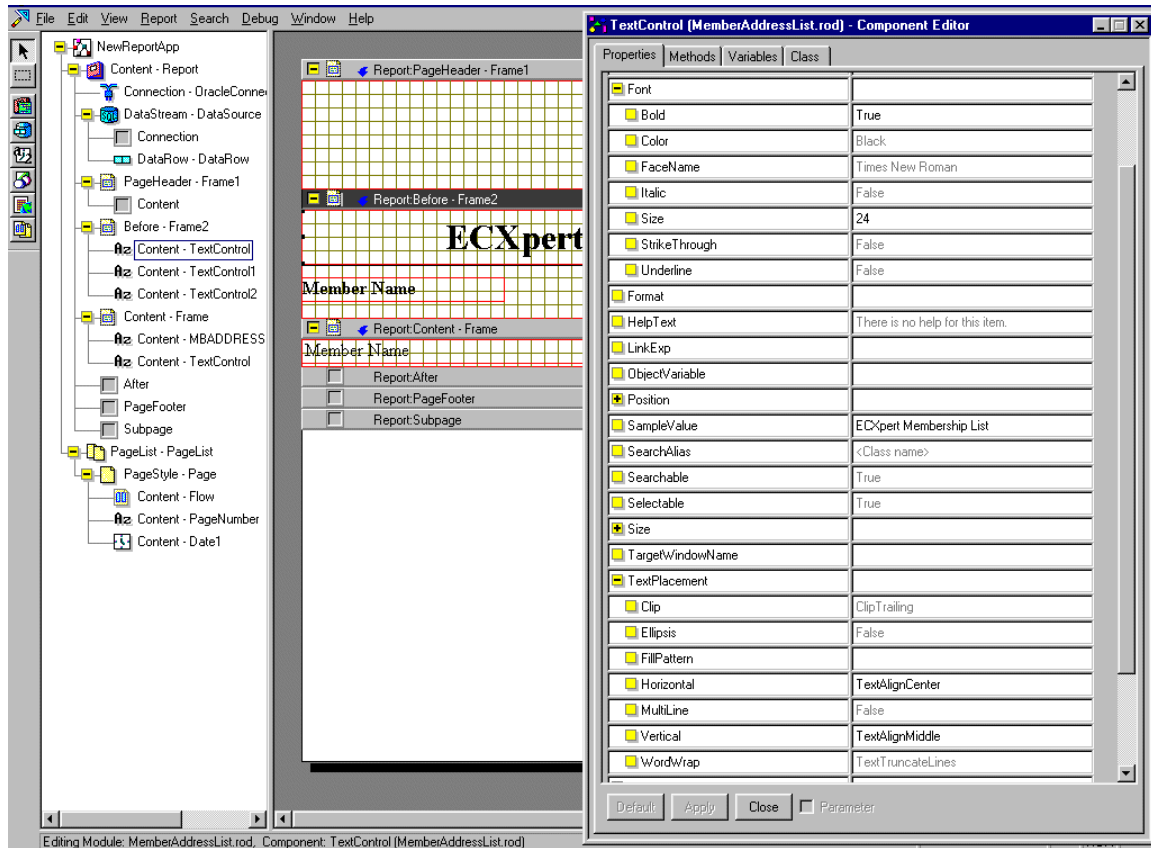 File Edit View Report Search Debug Window Help
NewReportApp
Content - Report
Connection - OracleConne
DataStream - DataSource
Connection
DataRow - DataRow
PageHeader - Frame1
Content
Before - Frame2
Az Content - TextControl
Az Content - TextControl1
Az Content - TextControl2
Content - Frame
Az Content - MBADDRESS
Az Content - TextControl
After
PageFooter
Subpage
PageList - PageList
PageStyle - Page
Content - Flow
Az Content - PageNumber
Content - Date1
Report:PageHeader - Frame1
Report:Before - Frame2
ECXpert
Member Name
Report:Content - Frame
Member Name
Report:After
Report:PageFooter
Report:Subpage
TextControl (MemberAddressList.rod) - Component Editor
Properties Methods Variables Class
Font
Bold True
Color Black
FaceName Times New Roman
Italic False
Size 24
StrikeThrough False
Underline False
Format
HelpText There is no help for this item.
LinkExp
ObjectVariable
Position
SampleValue ECXpert Membership List
SearchAlias <Class name>
Searchable True
Selectable True
Size
TargetWindowName
TextPlacement
Clip ClipTrailing
Ellipsis False
FillPattern
Horizontal TextAlignCenter
MultiLine False
Vertical TextAlignMiddle
WordWrap TextTruncateLines
Default Apply Close Parameter
Editing Module: MemberAddressList.rod, Component: TextControl (MemberAddressList.rod)